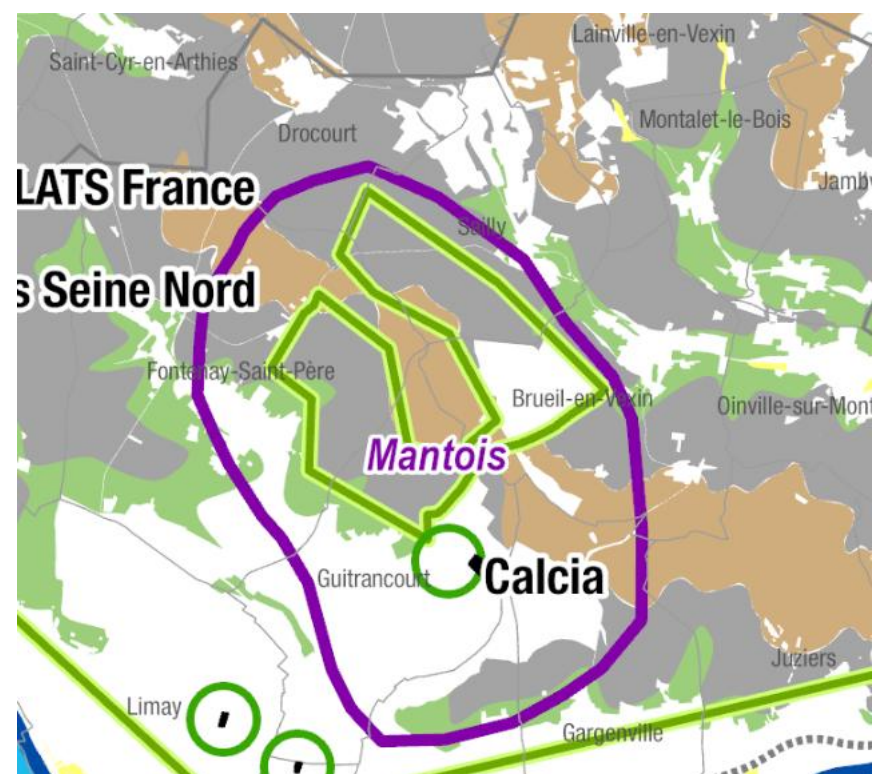 Lainville-en-Vexin
Saint-Cyr-en-Arthies
Montalet-le-Bois
Drocourt
LATS France
Jamby
Sailly
s Seine Nord
Fontenay-Saint-Père
Brueil-en-Vexin
Oinville-sur-Mont
Mantois
Guitrancourt
Calcia
Juziers
Limay
Gargenville